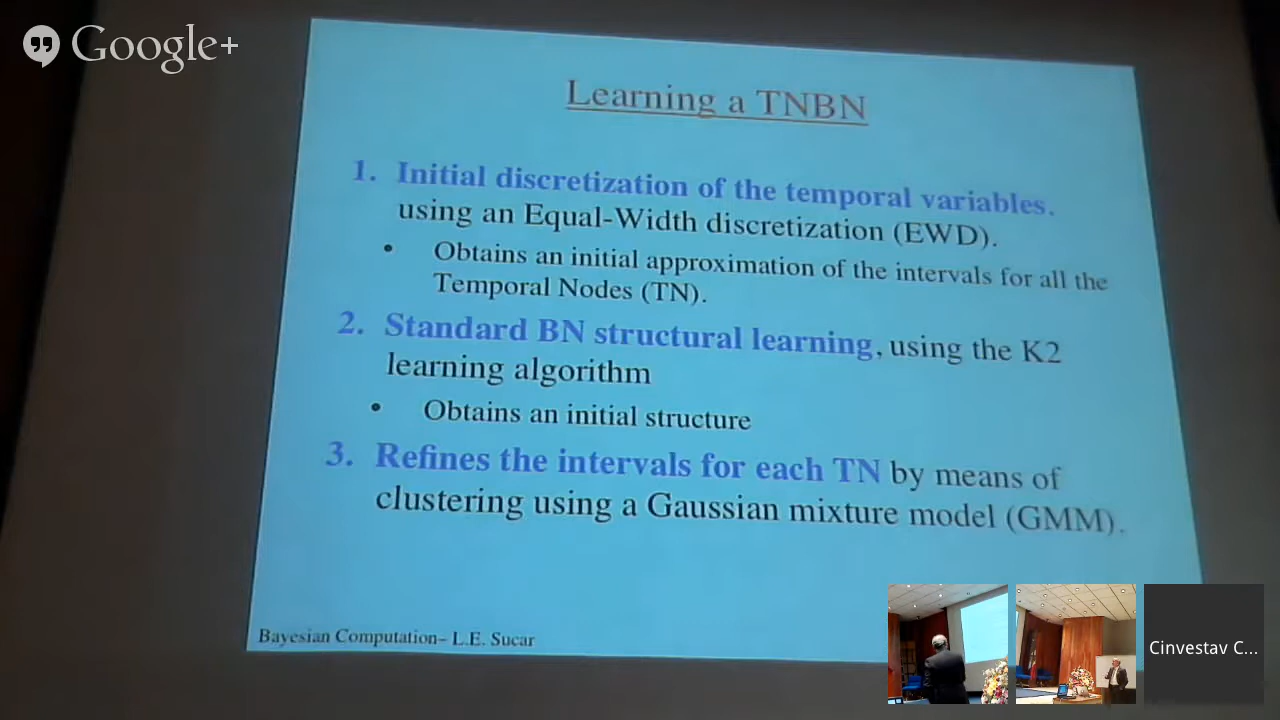 Google+
Learning a TNBN
1. Initial discretization of the temporal variables.
using an Equal-Width discretization (EWD).
• Obtains an initial approximation of the intervals for all the
Temporal Nodes (TN).
2. Standard BN structural learning, using the K2
learning algorithm
• Obtains an initial structure
3. Refines the intervals for each TN by means of
clustering using a Gaussian mixture model (GMM).
Bayesian Computation– L.E. Sucar
Cinvestav C...